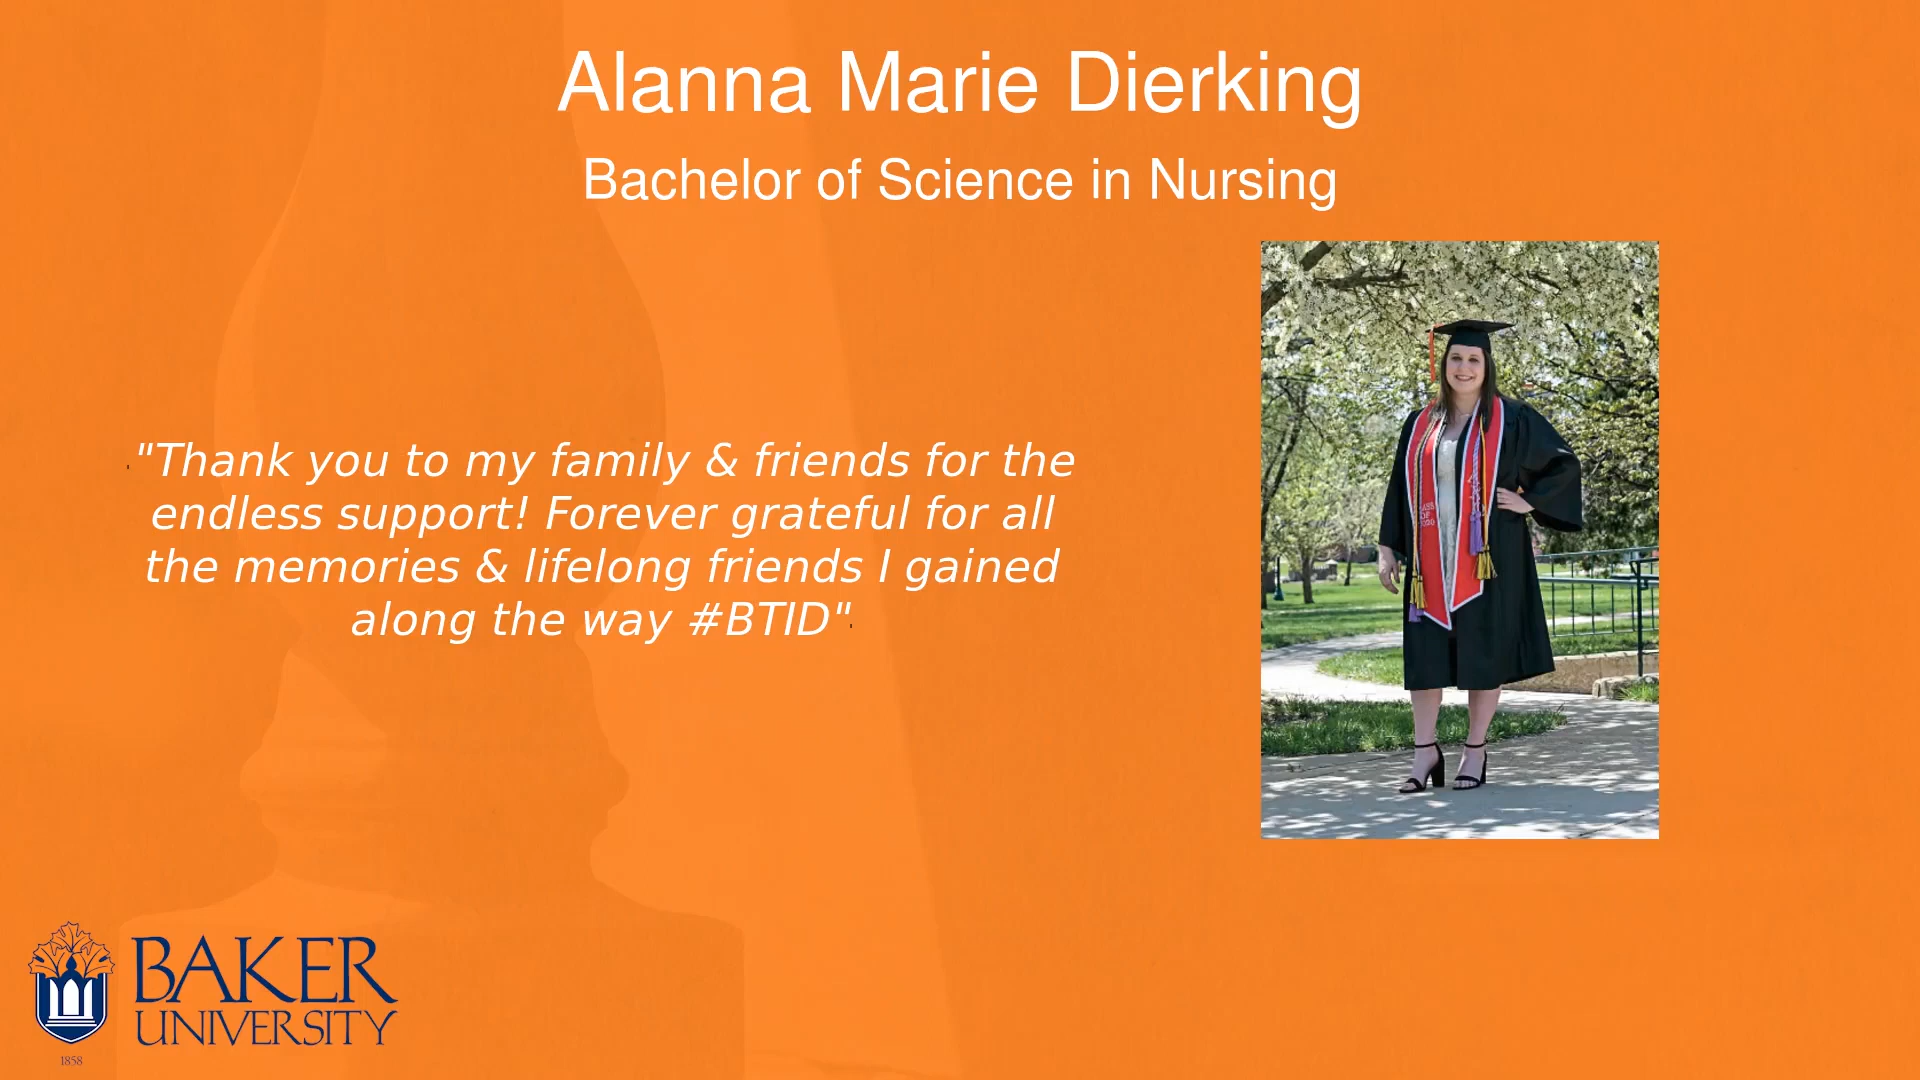 Alanna Marie Dierking
Bachelor of Science in Nursing
"Thank you to my family & friends for the
endless support! Forever grateful for all
the memories & lifelong friends I gained
along the way #BTID"
OF
BAKER
UNIVERSITY
1858